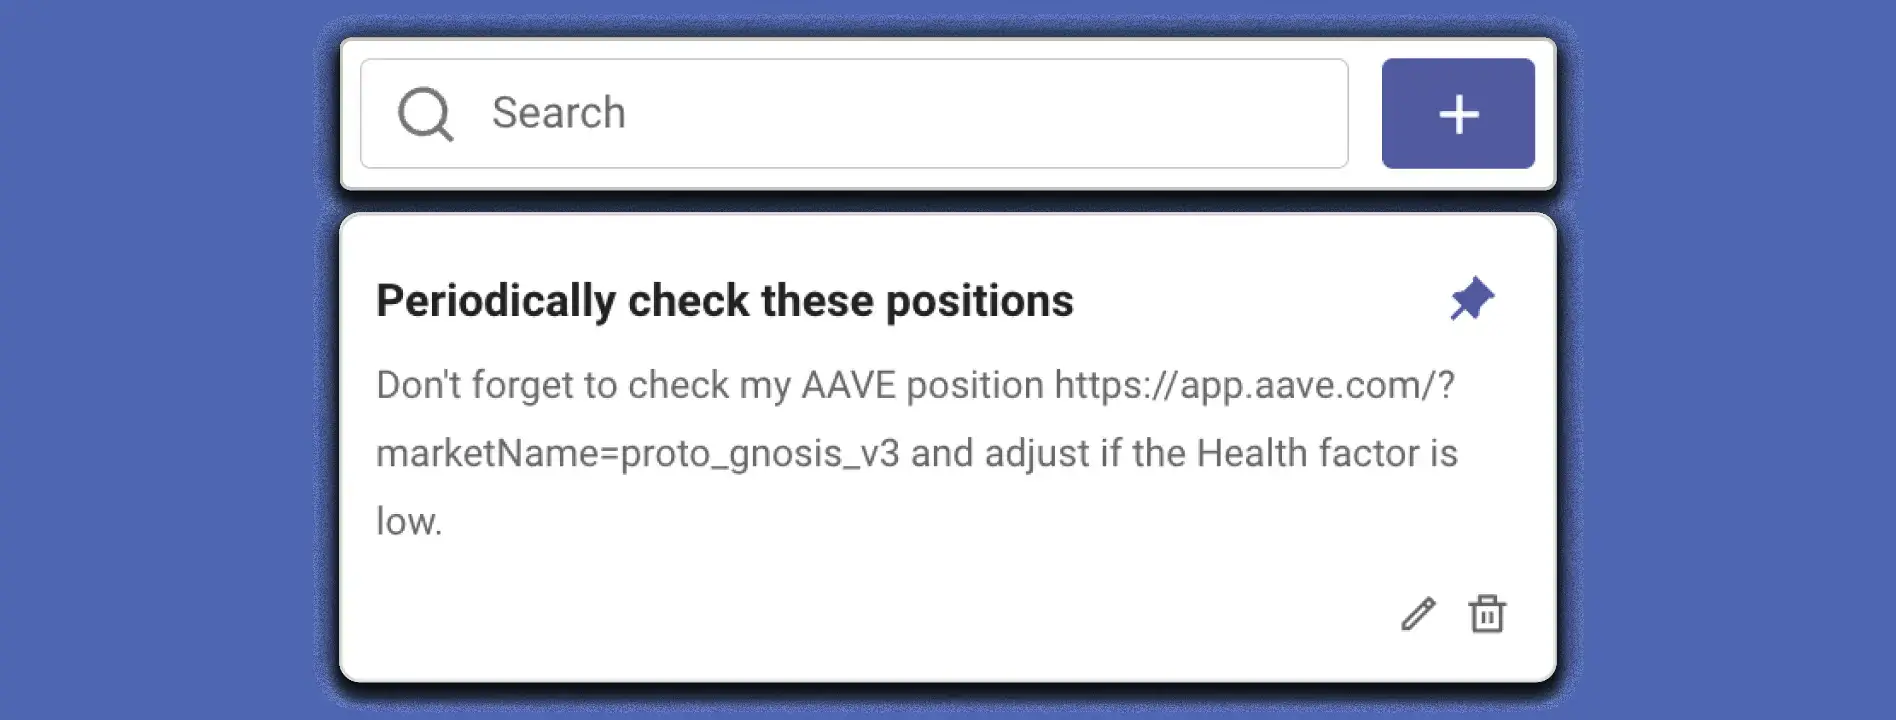 Search
Periodically check these positions
Don't forget to check my AAVE position https://app.aave.com/?
marketName=proto_gnosis_v3 and adjust if the Health factor is
low.